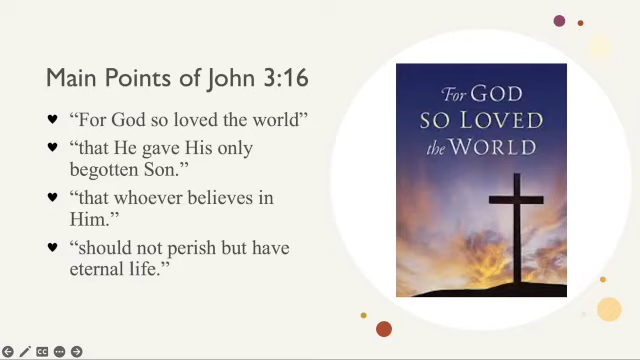 Main Points of John 3:16
“For God so loved the world”
“that He gave His only
begotten Son.”
“that whoever believes in
Him.”
“should not perish but have
eternal life.”
For GOD
SO LOVED
the WORLD
CC